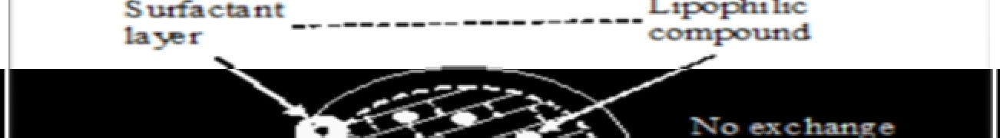 Surfactant
layer
Lipophilic
compound
No exchange